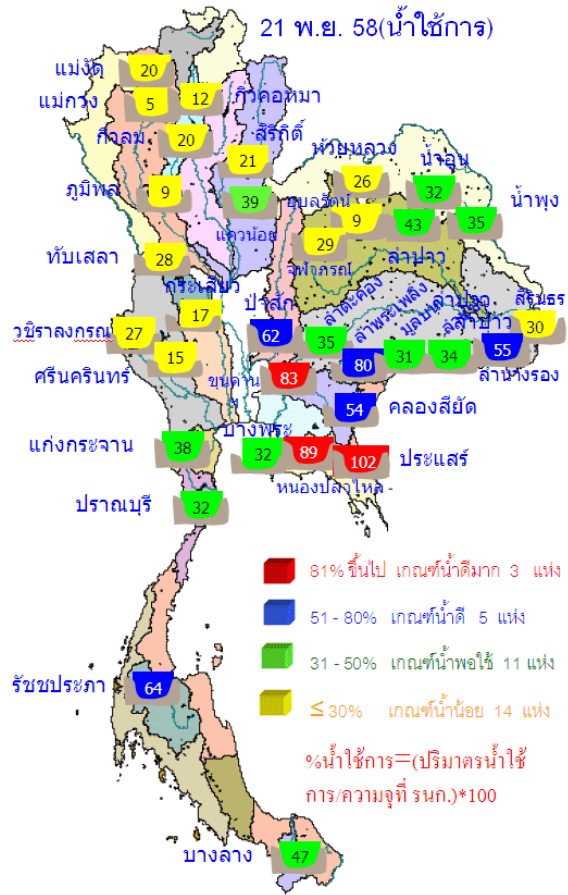 21 พ.ย. 58(น้ำใช้การ)
แม่งัด
20
แม่กวง
5
12
กิ่วคอหมา
กิ่วลม
20
สิริกิติ์
21
ห้วยหลวง
26
น้ำอูน
32
ภูมิพล
9
39
อุบลรัตน์
9
43
35
น้ำพุง
แควน้อย
29
ทับเสลา
28
จุฬาภรณ์
ลำปาว
กระเสียว
17
ป่าสัก
62
ลำตะคอง
35
ลำพระเพลิง
ลำปาว
สิรินธร
30
วชิราลงกรณ
27
15
80
31
34
55
ศรีนครินทร์
ขุนด่าน
83
ลำนางรอง
54
คลองสียัด
แก่งกระจาน
38
บางพระ
32
89
102
ประแสร์
หนองปลาไหล
ปราณบุรี
32
81% ขึ้นไป เกณฑ์น้ำดีมาก 3 แห่ง
51 - 80% เกณฑ์น้ำดี 5 แห่ง
31 - 50% เกณฑ์น้ำพอใช้ 11 แห่ง
≤ 30% เกณฑ์น้ำน้อย 14 แห่ง
รัชชประภา
64
%น้ำใช้การ=(ปริมาตรน้ำใช้
การ/ความจุที่ รนก.)*100
บางลาง
47